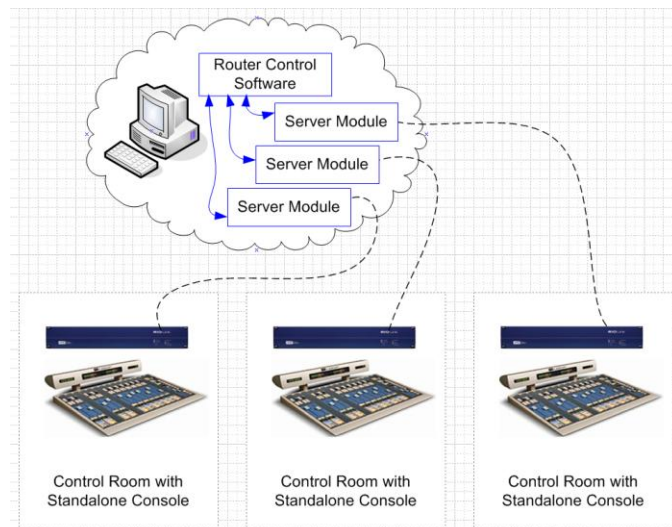 Router Control
Software
Server Module
Server Module
Server Module
Control Room with
Standalone Console
Control Room with
Standalone Console
Control Room with
Standalone Console